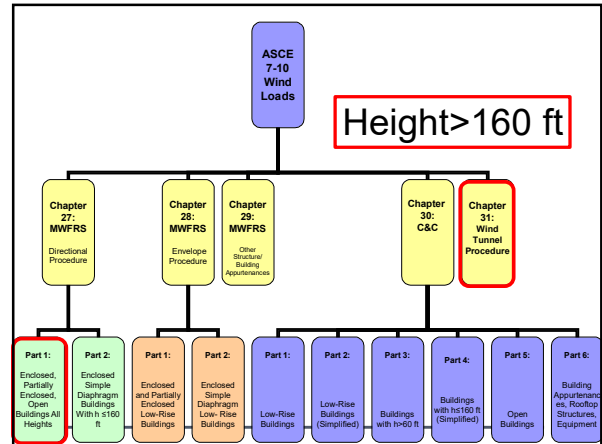 ASCE
7-10
Wind
Loads
Height>160 ft
Chapter
27:
MWFRS
Directional
Procedure
Chapter
28:
MWFRS
Envelope
Procedure
Chapter
29:
MWFRS
Other
Structure/
Building
Appurtenances
Chapter
30:
C&C
Chapter
31:
Wind
Tunnel
Procedure
Part 1:
Enclosed,
Partially
Enclosed,
Open
Buildings All
Heights
Part 2:
Enclosed
Simple
Diaphragm
Buildings
With h ≤160
ft
Part 1:
Enclosed
and Partially
Enclosed
Low-Rise
Buildings
Part 2:
Enclosed
Simple
Diaphragm
Low- Rise
Buildings
Part 1:
Low-Rise
Buildings
Part 2:
Low-Rise
Buildings
(Simplified)
Part 3:
Buildings
with h>60 ft
Part 4:
Buildings
with h≤160 ft
(Simplified)
Part 5:
Open
Buildings
Part 6:
Building
Appurtenanc
es, Rooftop
Structures,
Equipment